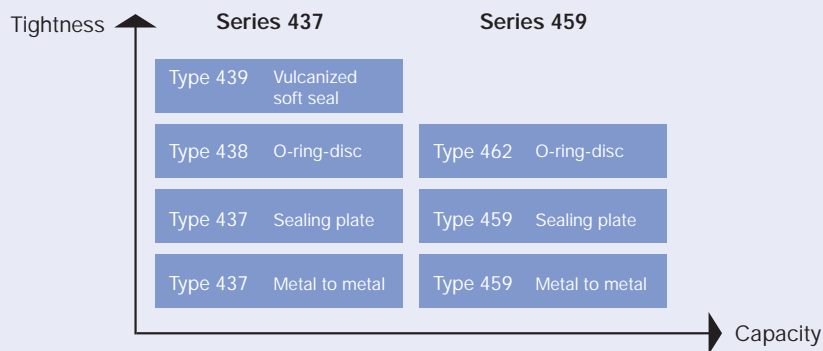 Tightness
Series 437
Series 459
Type 439 Vulcanized
soft seal
Type 438 O-ring-disc
Type 462 O-ring-disc
Type 437 Sealing plate
Type 459 Sealing plate
Type 437 Metal to metal
Type 459 Metal to metal
Capacity